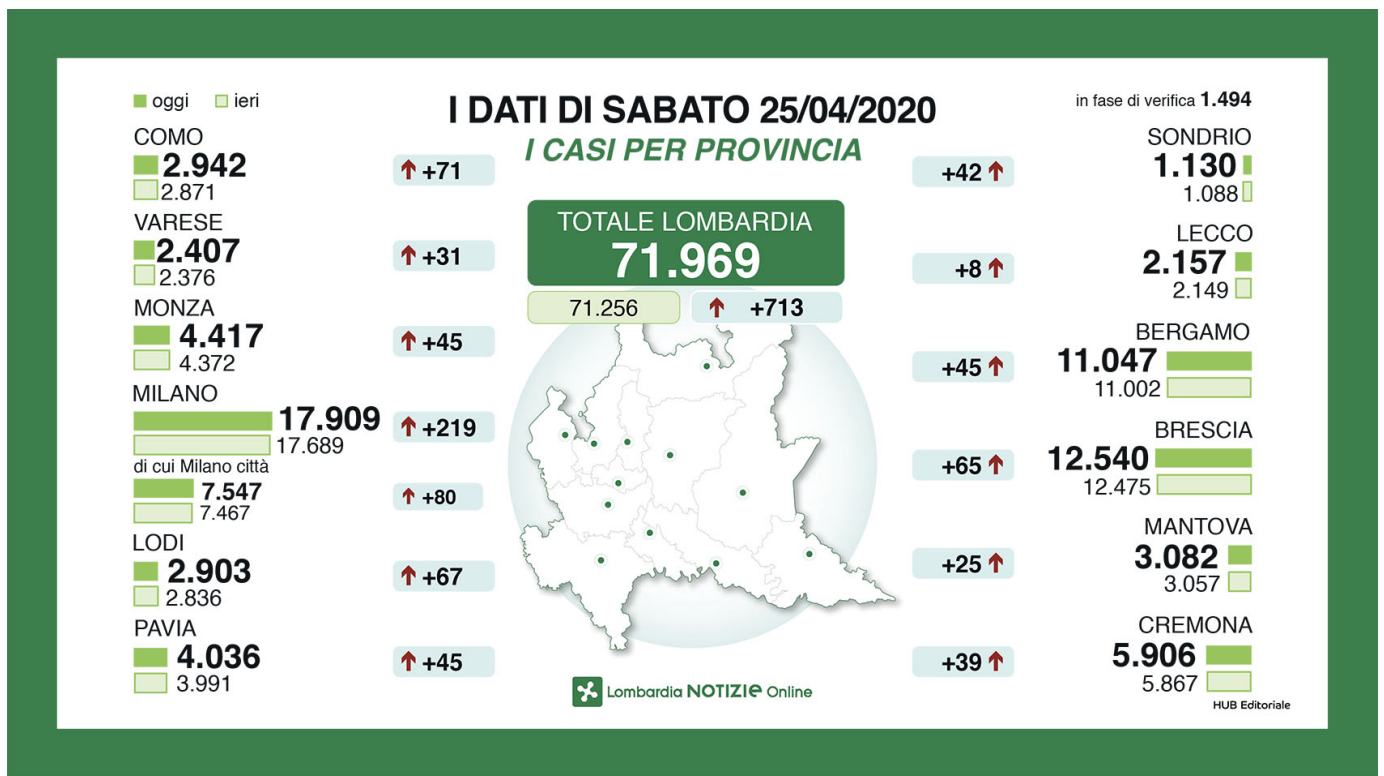 oggi ieri
I DATI DI SABATO 25/04/2020
I CASI PER PROVINCIA
in fase di verifica 1.494
COMO
2.942
2.871
+71
VARESE
2.407
2.376
+31
MONZA
4.417
4.372
+45
MILANO
17.909
17.689
+219
di cui Milano città
7.547
7.467
+80
LODI
2.903
2.836
+67
PAVIA
4.036
3.991
+45
TOTALE LOMBARDIA
71.969
71.256
+713
SONDRIO
1.130
1.088
+42
LECCO
2.157
2.149
+8
BERGAMO
11.047
11.002
+45
BRESCIA
12.540
12.475
+65
MANTOVA
3.082
3.057
+25
CREMONA
5.906
5.867
+39
Lombardia NOTIZIE Online
HUB Editoriale